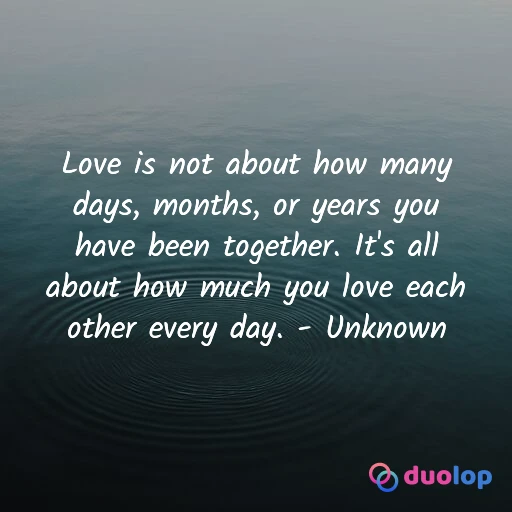 Love is not about how many
days, months, or years you
have been together. It's all
about how much you love each
other every day. - Unknown
duolop